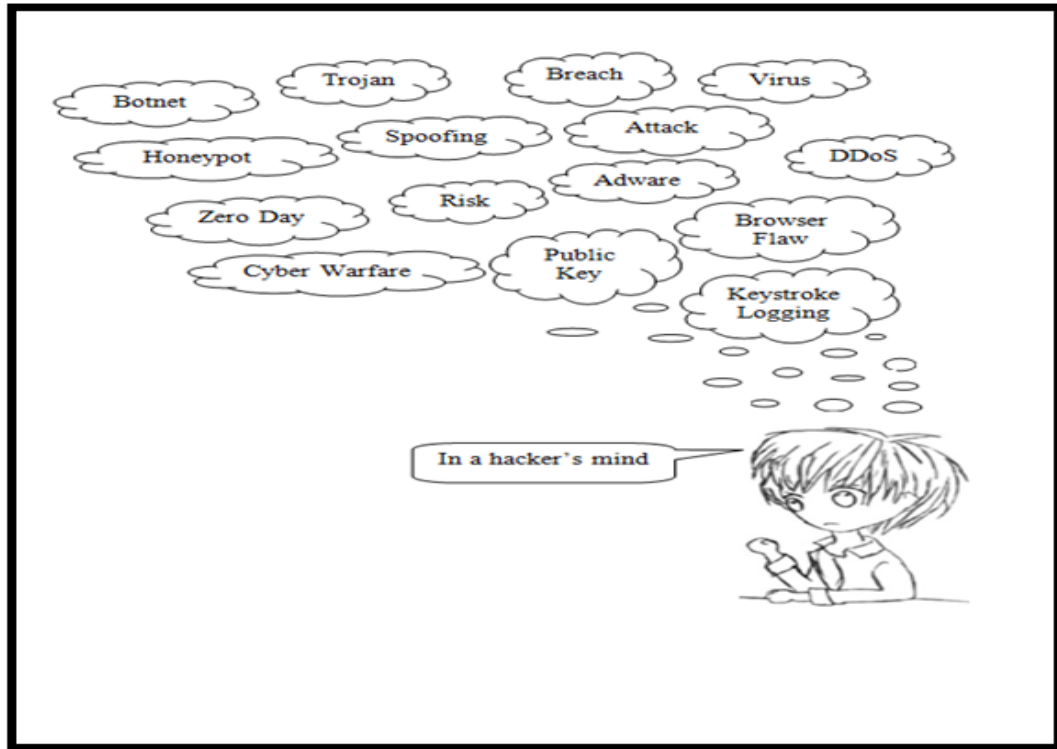 Trojan
Breach
Virus
Botnet
Spoofing
Attack
Honeypot
DDoS
Risk
Adware
Zero Day
Browser
Flaw
Cyber Warfare
Public
Key
Keystroke
Logging
In a hacker's mind